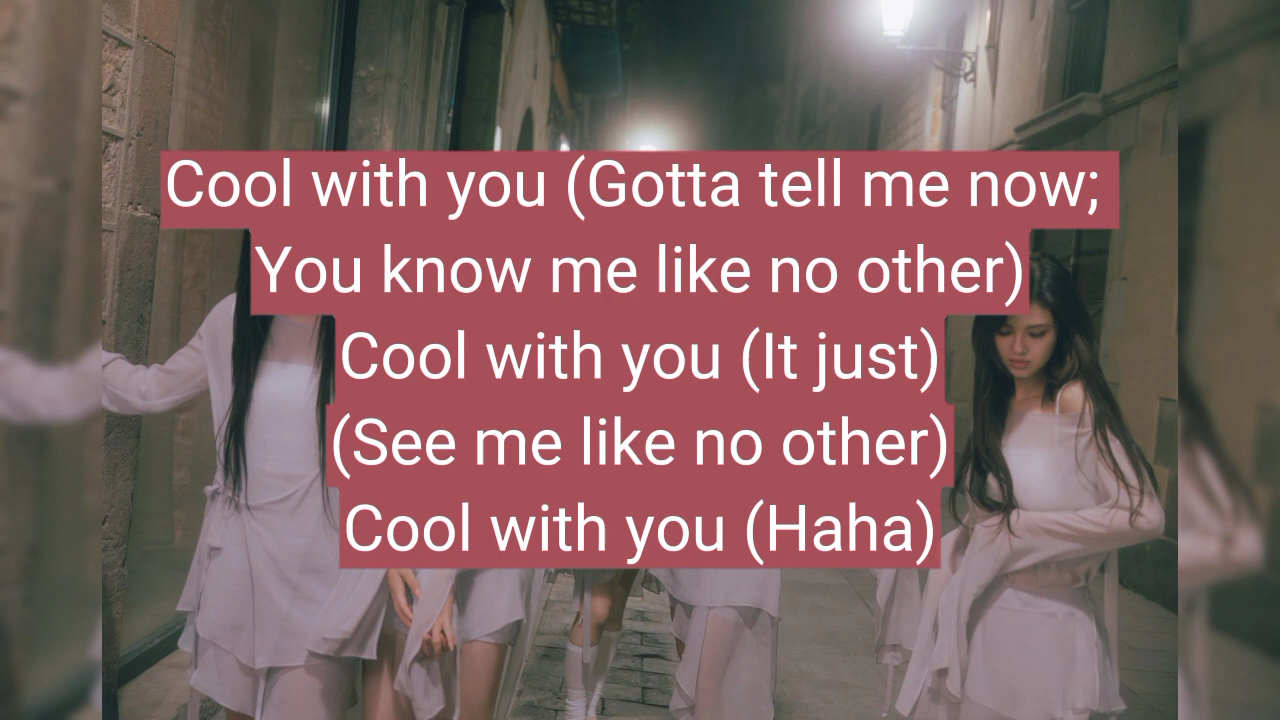 Cool with you (Gotta tell me now;
You know me like no other)
Cool with you (It just)
(See me like no other)
Cool with you (Haha)